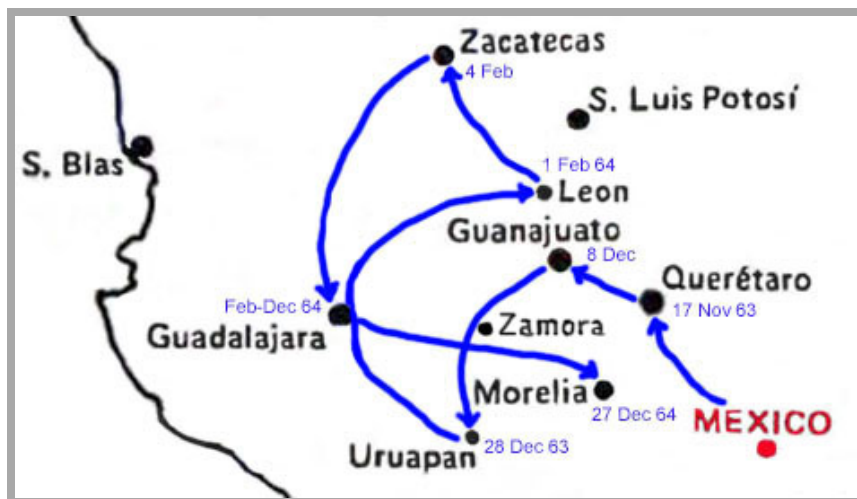 Zacatecas
4 Feb
S. Luis Potosí
S. Blas
1 Feb 64
Leon
Guanajuato
8 Dec
Querétaro
17 Nov 63
Feb-Dec 64
Guadalajara
Zamora
Morelia
27 Dec 64
MEXICO
Uruapan
28 Dec 63